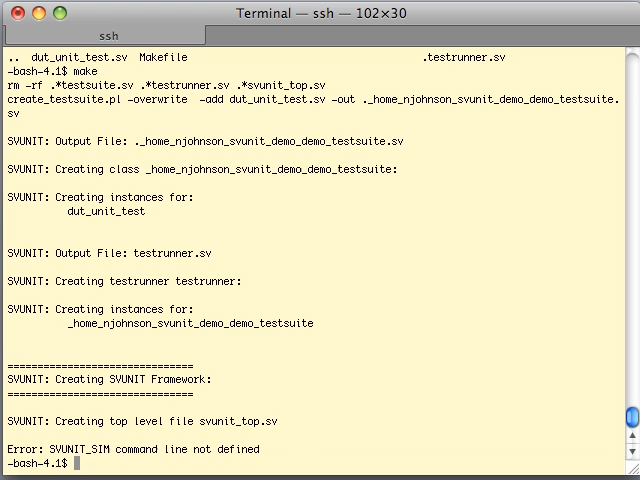 Terminal — ssh — 102×30
ssh
..  dut_unit_test.sv  Makefile                                       .testrunner.sv
-bash-4.1$ make
rm -rf .*testsuite.sv .*testrunner.sv .*svunit_top.sv
create_testsuite.pl -overwrite  -add dut_unit_test.sv -out ._home_njohnson_svunit_demo_demo_testsuite.
sv
SVUNIT: Output File: ._home_njohnson_svunit_demo_demo_testsuite.sv
SVUNIT: Creating class _home_njohnson_svunit_demo_demo_testsuite:
SVUNIT: Creating instances for:
dut_unit_test
SVUNIT: Output File: testrunner.sv
SVUNIT: Creating testrunner testrunner:
SVUNIT: Creating instances for:
_home_njohnson_svunit_demo_demo_testsuite
===============================
SVUNIT: Creating SVUNIT Framework:
===============================
SVUNIT: Creating top level file svunit_top.sv
Error: SVUNIT_SIM command line not defined
-bash-4.1$